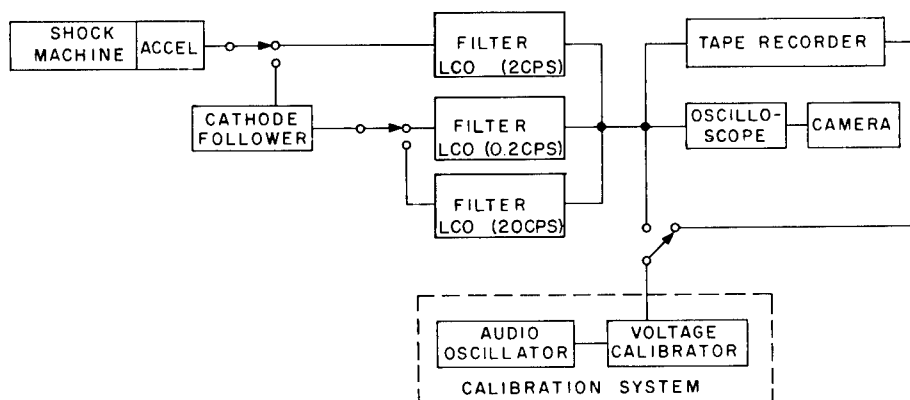 SHOCK
MACHINE
ACCEL
FILTER
LCO (2CPS)
TAPE RECORDER
CATHODE
FOLLOWER
FILTER
LCO (0.2CPS)
OSCILLO-
SCOPE
CAMERA
FILTER
LCO (20CPS)
AUDIO
OSCILLATOR
VOLTAGE
CALIBRATOR
CALIBRATION SYSTEM